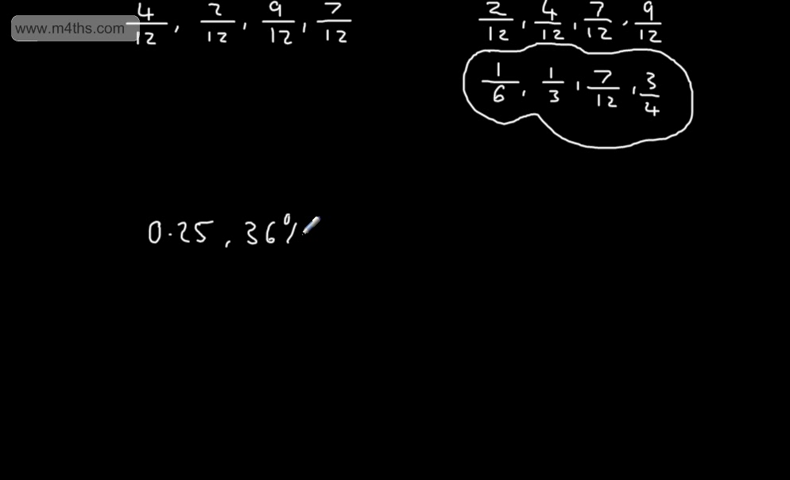 www.m4ths.com
4/12, 2/12, 9/12, 7/12
2/12, 4/12, 7/12, 9/12
1/6, 1/3, 7/12, 3/4
0.25, 36%